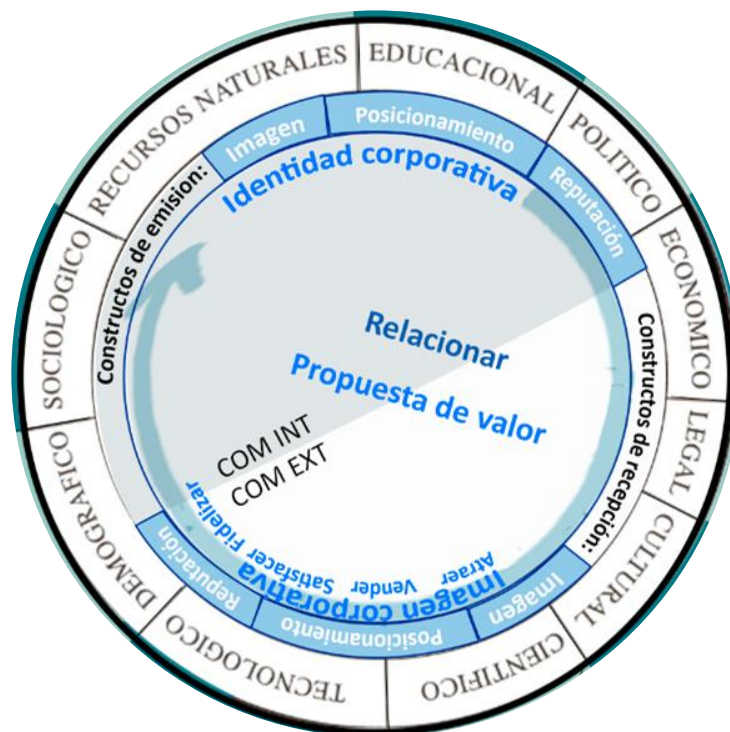 EDUCACIONAL
POLITICO
ECONOMICO
LEGAL
CULTURAL
CIENTIFICO
TECNOLOGICO
DEMOGRAFICO
SOCIOLOGICO
RECURSOS NATURALES
Constructos de emision:
Imagen
Posicionamiento
Reputación
Identidad corporativa
Relacionar
Propuesta de valor
COM INT
COM EXT
Atraer
Vender
Satisfacer
Fidelizar
Imagen corporativa
Constructos de recepción:
Imagen
Posicionamiento
Reputación